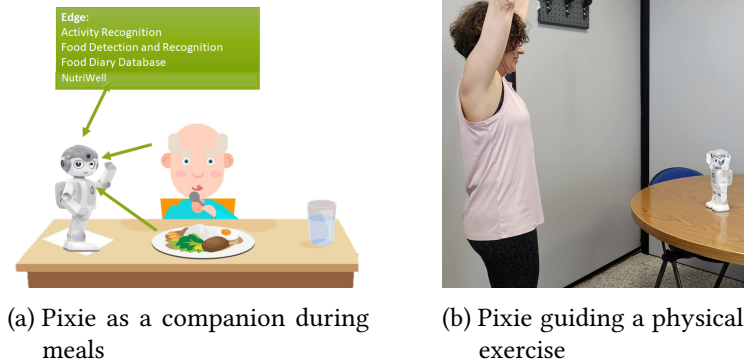 Edge:
Activity Recognition
Food Detection and Recognition
Food Diary Database
NutriWell
(a) Pixie as a companion during
meals
(b) Pixie guiding a physical
exercise